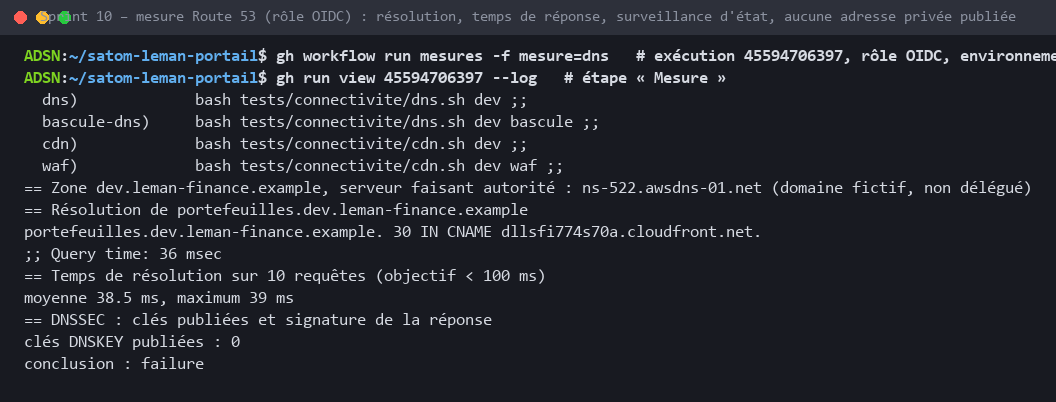 Sprint 10 – mesure Route 53 (rôle OIDC) : résolution, temps de réponse, surveillance d'état, aucune adresse privée publiée
ADSN:~/satom-leman-portail$ gh workflow run mesures -f mesure=dns   # exécution 45594706397, rôle OIDC, environneme
ADSN:~/satom-leman-portail$ gh run view 45594706397 --log   # étape « Mesure »
  dns)             bash tests/connectivite/dns.sh dev ;;
  bascule-dns)     bash tests/connectivite/dns.sh dev bascule ;;
  cdn)             bash tests/connectivite/cdn.sh dev ;;
  waf)             bash tests/connectivite/cdn.sh dev waf ;;
== Zone dev.leman-finance.example, serveur faisant autorité : ns-522.awsdns-01.net (domaine fictif, non délégué)
== Résolution de portefeuilles.dev.leman-finance.example
portefeuilles.dev.leman-finance.example. 30 IN CNAME dllsfi774s70a.cloudfront.net.
;; Query time: 36 msec
== Temps de résolution sur 10 requêtes (objectif < 100 ms)
moyenne 38.5 ms, maximum 39 ms
== DNSSEC : clés publiées et signature de la réponse
clés DNSKEY publiées : 0
conclusion : failure